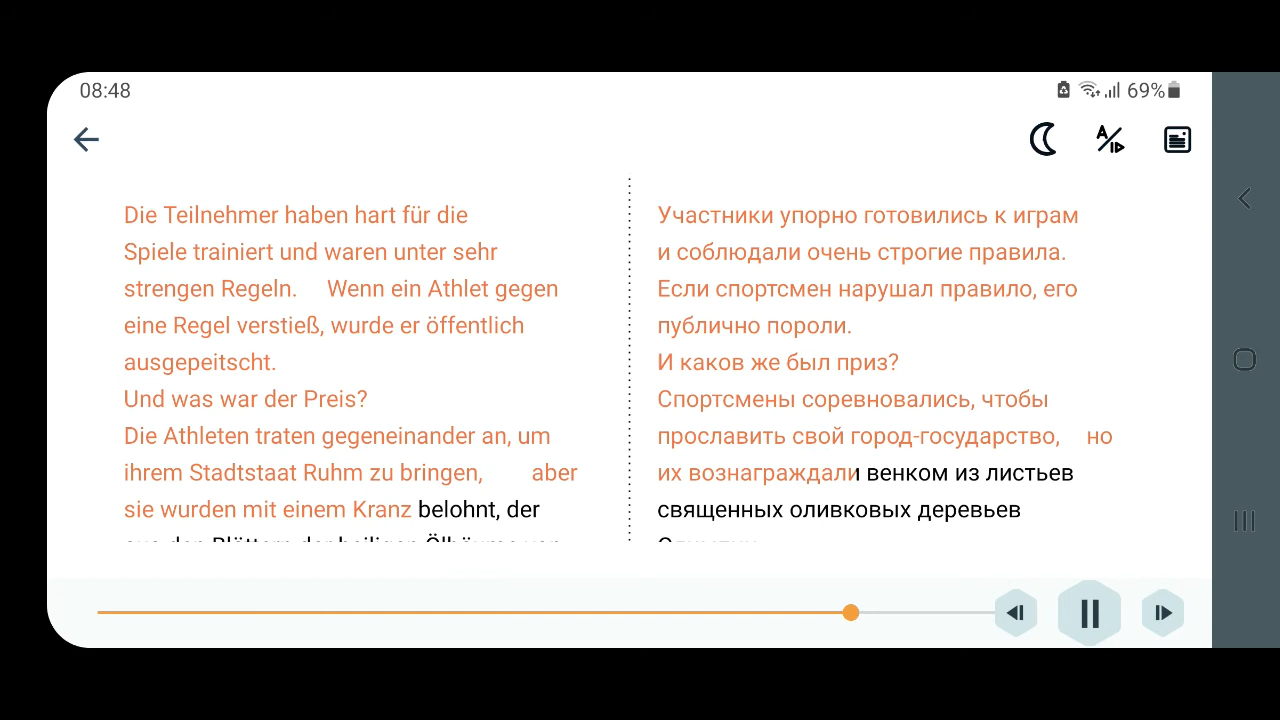 08:48
69%
Die Teilnehmer haben hart für die
Spiele trainiert und waren unter sehr
strengen Regeln. Wenn ein Athlet gegen
eine Regel verstieß, wurde er öffentlich
ausgepeitscht.
Und was war der Preis?
Die Athleten traten gegeneinander an, um
ihrem Stadtstaat Ruhm zu bringen, aber
sie wurden mit einem Kranz belohnt, der
Участники упорно готовились к играм
и соблюдали очень строгие правила.
Если спортсмен нарушал правило, его
публично пороли.
И каков же был приз?
Спортсмены соревновались, чтобы
прославить свой город-государство, но
их вознаграждали венком из листьев
священных оливковых деревьев